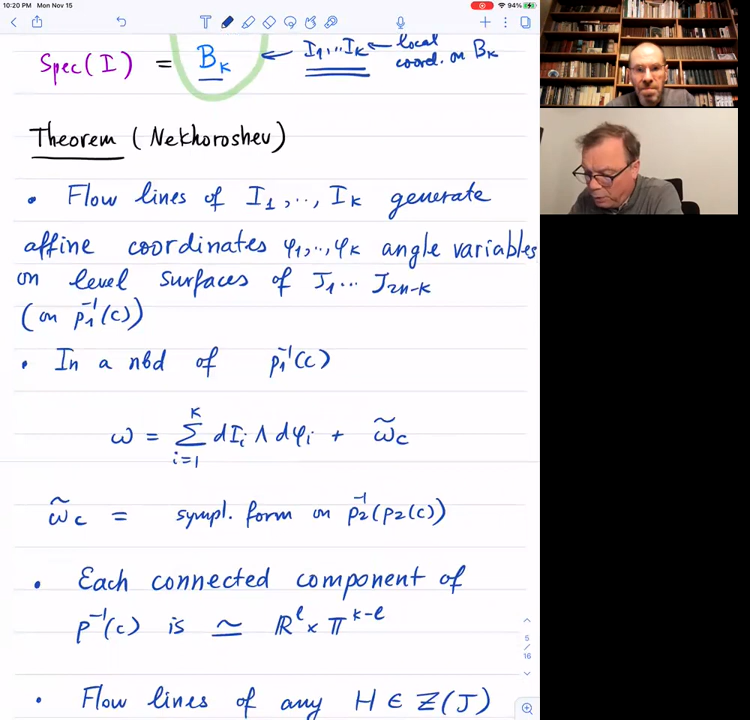 10:20 PM Mon Nov 15
94%
Spec(I) = B_k ← I_1,..I_k ← local
coord. on B_k
Theorem (Nekhoroshev)
• Flow lines of I_1,..,I_k generate
affine coordinates φ_1,..,φ_k angle variables
on level surfaces of J_1... J_{2n-k}
(on p_1^{-1}(c))
• In a nbd of p_1^{-1}(c)
ω = Σ_{i=1}^{k} dI_i ∧ dφ_i + ω̃_c
ω̃_c = sympl. form on p_2^{-1}(p_2(c))
• Each connected component of
p^{-1}(c) is ≃ ℝ^l × 𝕋^{k-l}
• Flow lines of any H ∈ Z(J)
5
/
16